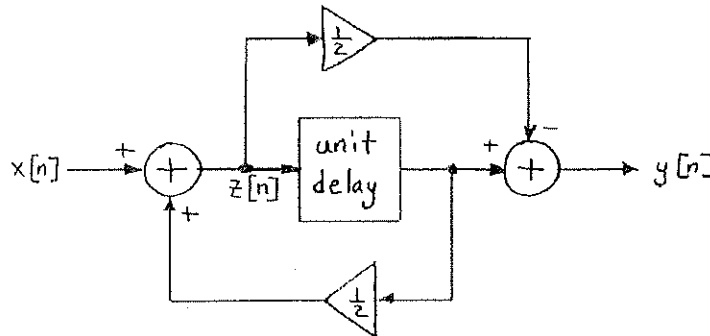 1/2
-
x[n]
+
+
z[n]
unit
delay
+
+
y[n]
+
1/2